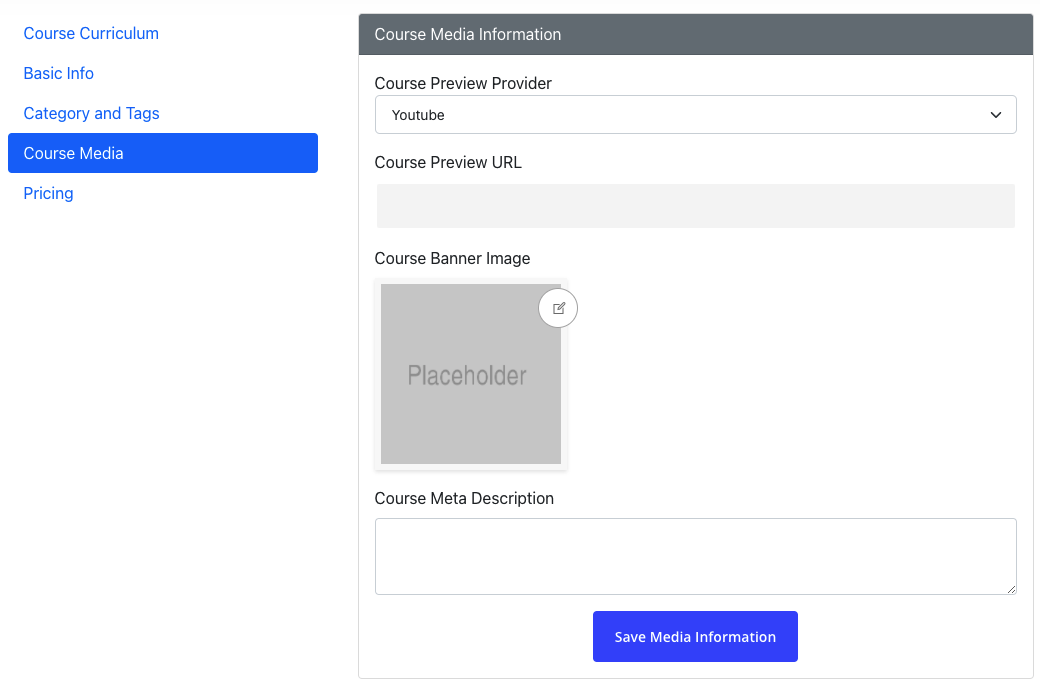 Course Curriculum
Basic Info
Category and Tags
Course Media
Pricing
Course Media Information
Course Preview Provider
Youtube
Course Preview URL
Course Banner Image
Placeholder
Course Meta Description
Save Media Information